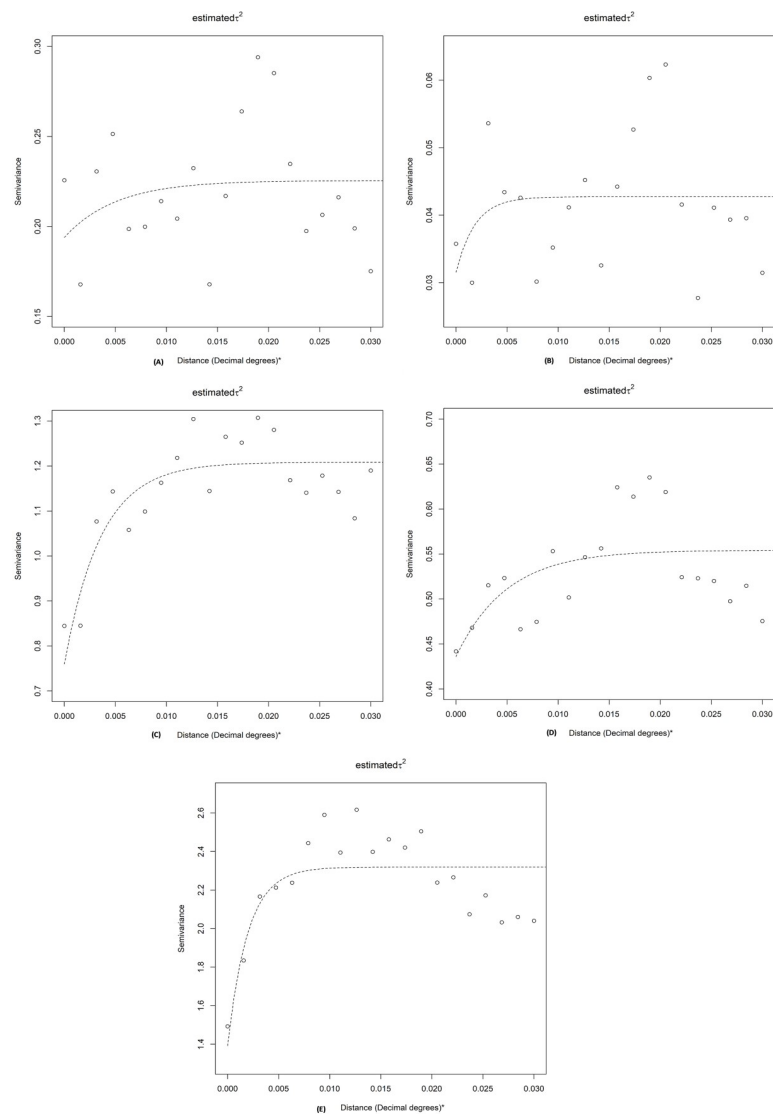 estimatedτ²
Semivariance
0.30
0.25
0.20
0.15
0.000 0.005 0.010 0.015 0.020 0.025 0.030
(A) Distance (Decimal degrees)*
estimatedτ²
Semivariance
0.06
0.05
0.04
0.03
0.000 0.005 0.010 0.015 0.020 0.025 0.030
(B) Distance (Decimal degrees)*
estimatedτ²
Semivariance
1.3
1.2
1.1
1.0
0.9
0.8
0.7
0.000 0.005 0.010 0.015 0.020 0.025 0.030
(C) Distance (Decimal degrees)*
estimatedτ²
Semivariance
0.70
0.65
0.60
0.55
0.50
0.45
0.40
0.000 0.005 0.010 0.015 0.020 0.025 0.030
(D) Distance (Decimal degrees)*
estimatedτ²
Semivariance
2.6
2.4
2.2
2.0
1.8
1.6
1.4
0.000 0.005 0.010 0.015 0.020 0.025 0.030
(E) Distance (Decimal degrees)*